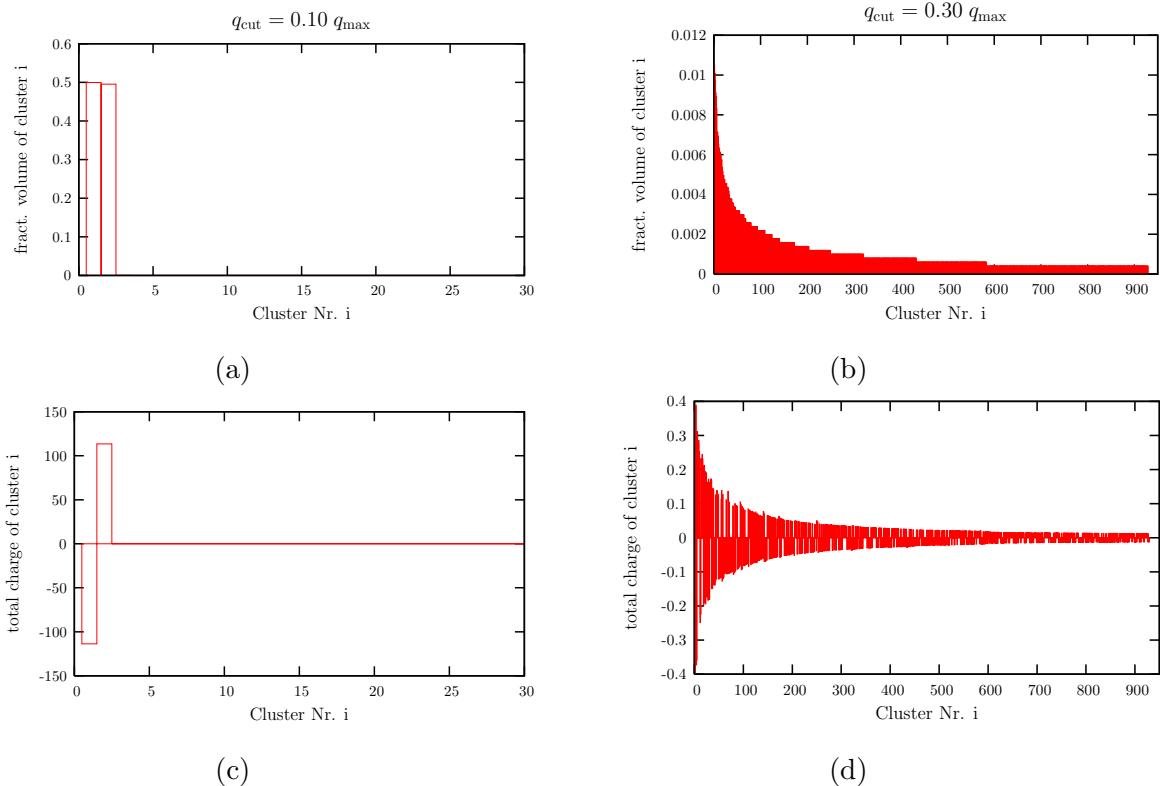 q_cut = 0.10 q_max
0.6
0.5
0.4
0.3
0.2
0.1
0
fract. volume of cluster i
0 5 10 15 20 25 30
Cluster Nr. i
(a)
q_cut = 0.30 q_max
0.012
0.01
0.008
0.006
0.004
0.002
0
fract. volume of cluster i
0 100 200 300 400 500 600 700 800 900
Cluster Nr. i
(b)
150
100
50
0
-50
-100
-150
total charge of cluster i
0 5 10 15 20 25 30
Cluster Nr. i
(c)
0.4
0.3
0.2
0.1
0
-0.1
-0.2
-0.3
-0.4
total charge of cluster i
0 100 200 300 400 500 600 700 800 900
Cluster Nr. i
(d)